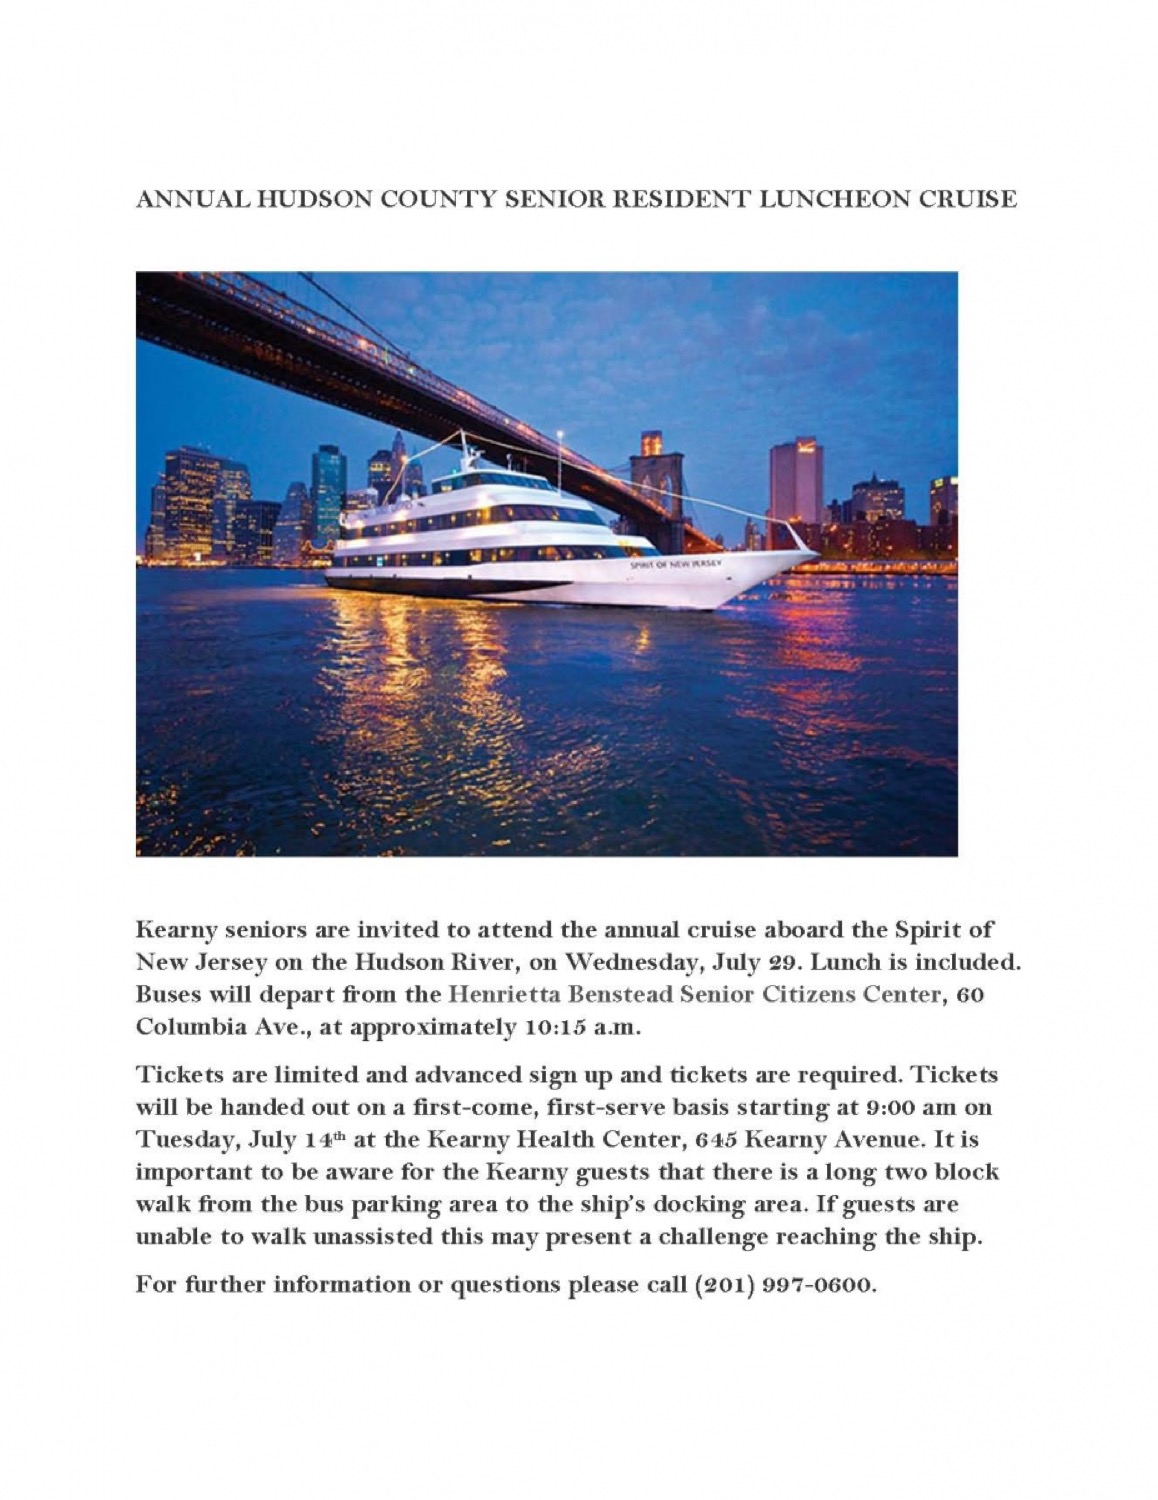 ANNUAL HUDSON COUNTY SENIOR RESIDENT LUNCHEON CRUISE
SPIRIT OF NEW JERSEY
Kearny seniors are invited to attend the annual cruise aboard the Spirit of
New Jersey on the Hudson River, on Wednesday, July 29. Lunch is included.
Buses will depart from the Henrietta Benstead Senior Citizens Center, 60
Columbia Ave., at approximately 10:15 a.m.
Tickets are limited and advanced sign up and tickets are required. Tickets
will be handed out on a first-come, first-serve basis starting at 9:00 am on
Tuesday, July 14th at the Kearny Health Center, 645 Kearny Avenue. It is
important to be aware for the Kearny guests that there is a long two block
walk from the bus parking area to the ship's docking area. If guests are
unable to walk unassisted this may present a challenge reaching the ship.
For further information or questions please call (201) 997-0600.